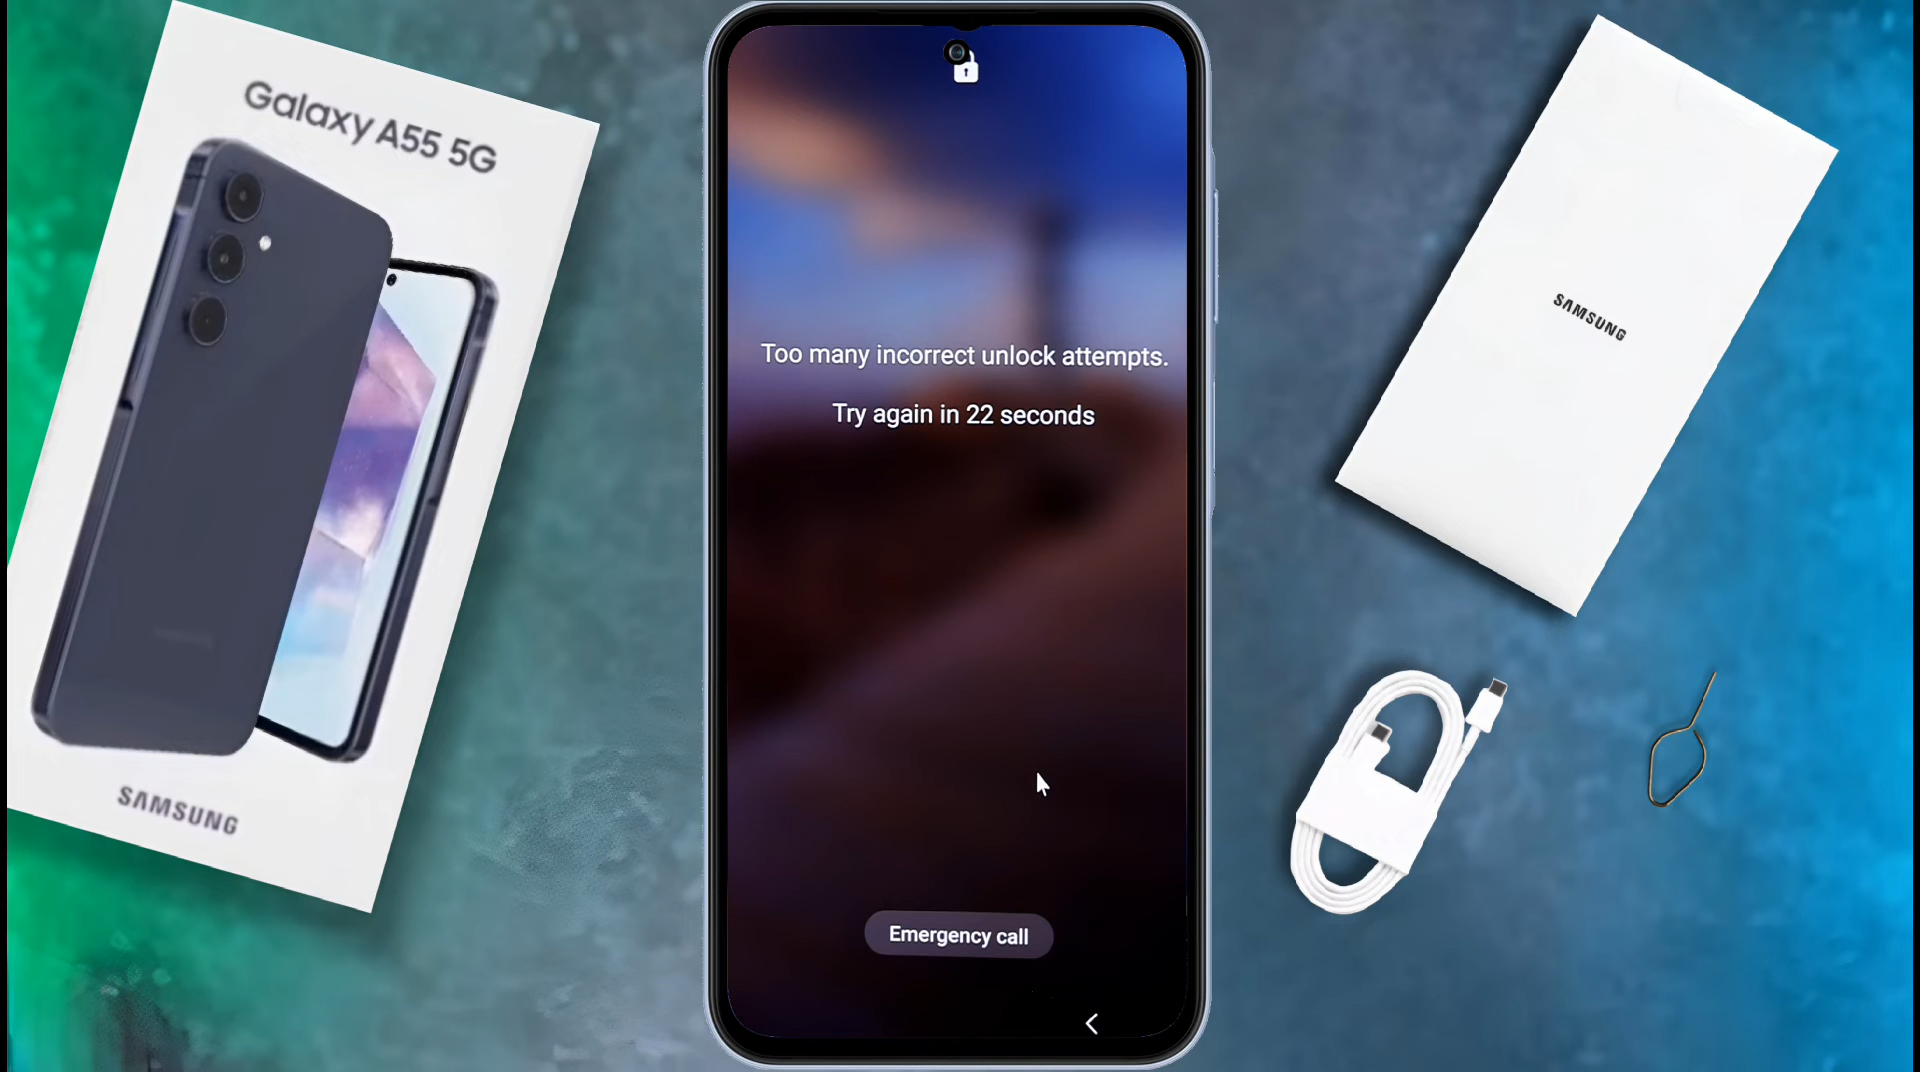 Galaxy A55 5G
SAMSUNG
Too many incorrect unlock attempts.
Try again in 22 seconds
Emergency call
SAMSUNG